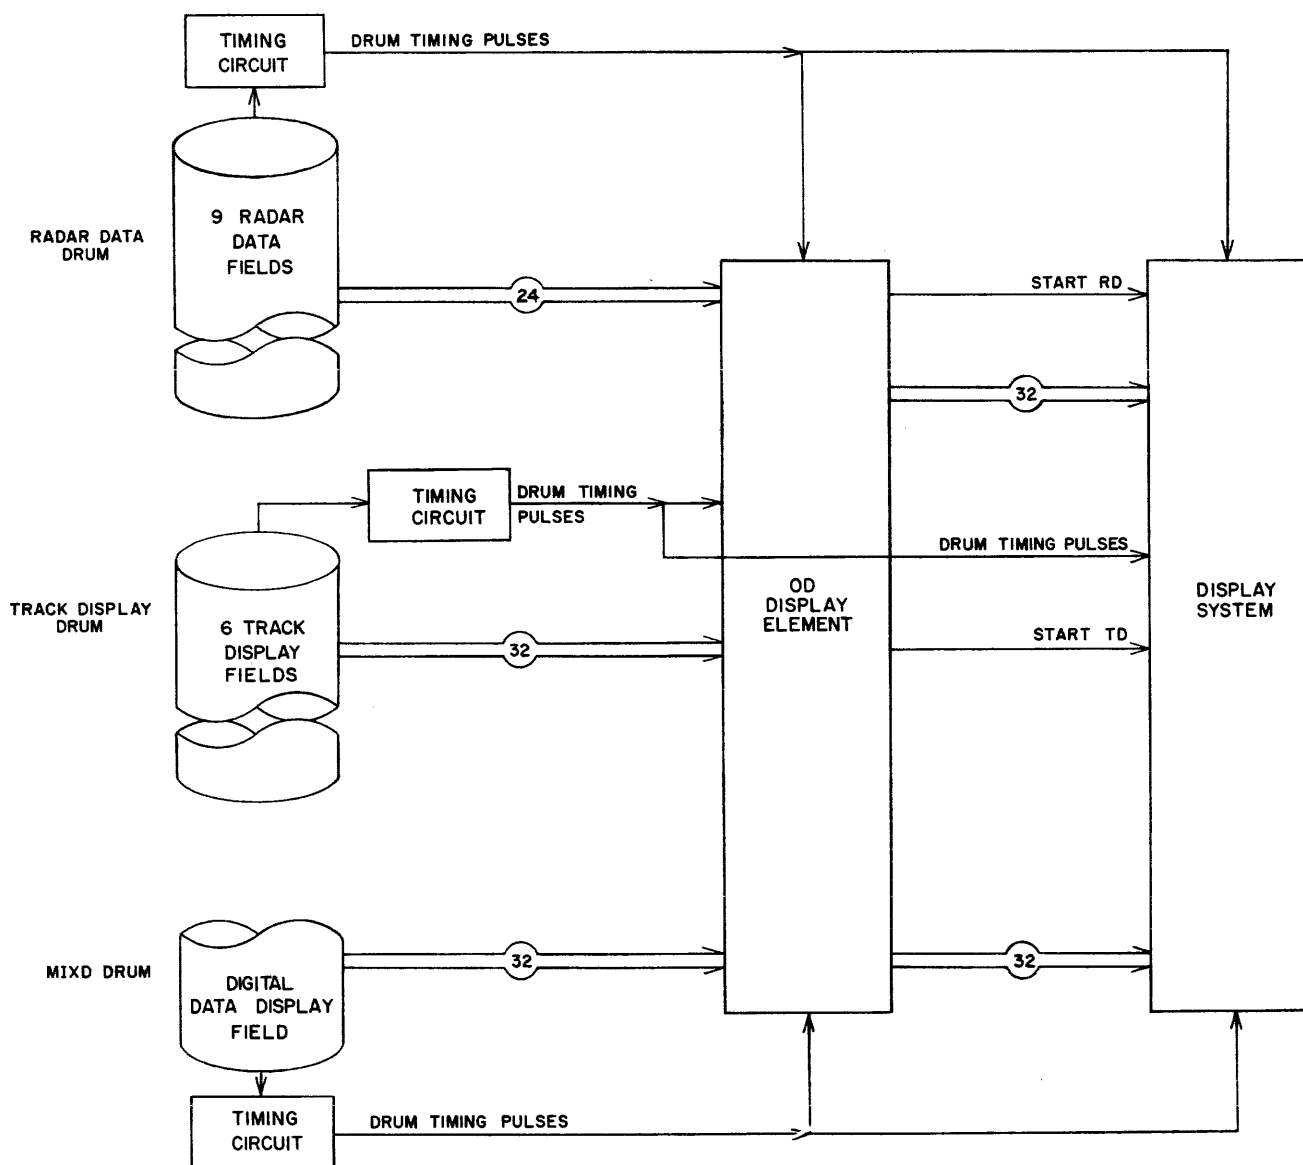 TIMING
CIRCUIT
DRUM TIMING PULSES
RADAR DATA
DRUM
9 RADAR
DATA
FIELDS
24
START RD
32
TIMING
CIRCUIT
DRUM TIMING
PULSES
DRUM TIMING PULSES
TRACK DISPLAY
DRUM
6 TRACK
DISPLAY
FIELDS
32
OD
DISPLAY
ELEMENT
START TD
DISPLAY
SYSTEM
MIXD DRUM
DIGITAL
DATA DISPLAY
FIELD
32
32
TIMING
CIRCUIT
DRUM TIMING PULSES